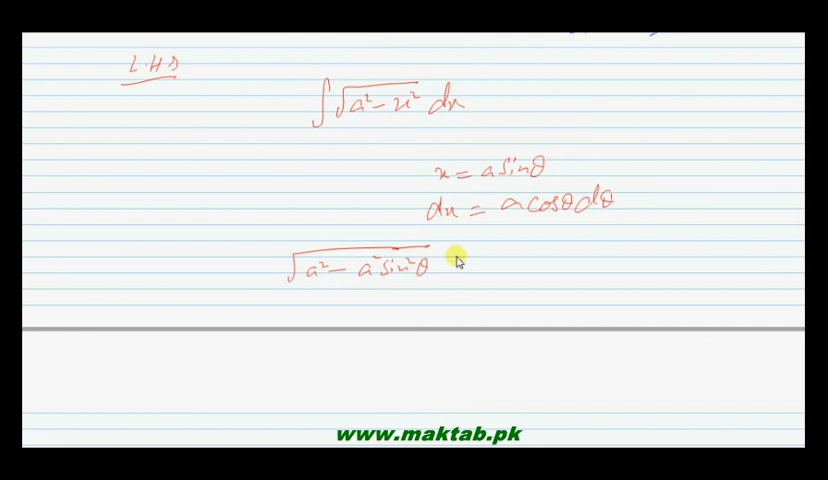 L.H.S
∫√a² − x² dx
x = a sinθ
dx = a cosθ dθ
√a² − a² sin²θ
www.maktab.pk